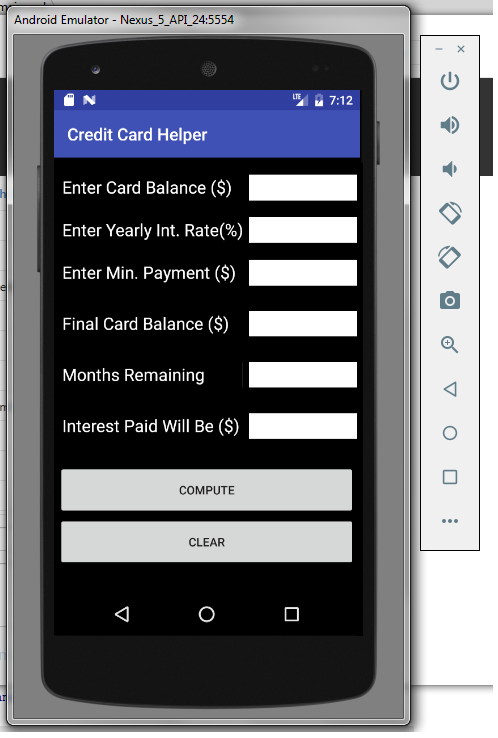 Android Emulator - Nexus_5_API_24:5554
LTE 7:12
Credit Card Helper
Enter Card Balance ($)
Enter Yearly Int. Rate(%)
Enter Min. Payment ($)
Final Card Balance ($)
Months Remaining
Interest Paid Will Be ($)
COMPUTE
CLEAR